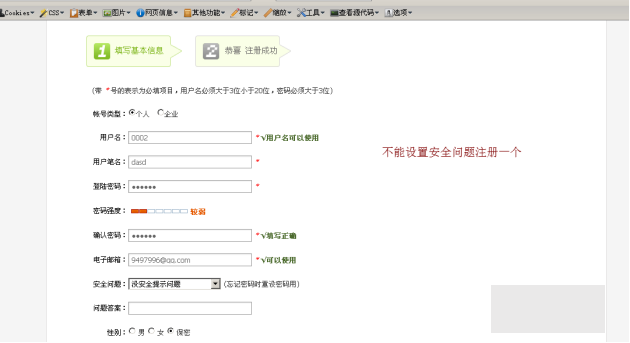 Cookies▾ CSS▾ 表单▾ 图片▾ 网页信息▾ 其他功能▾ 标记▾ 缩放▾ 工具▾ 查看源代码▾ 选项▾
1 填写基本信息 2 恭喜 注册成功
(带 *号的表示为必填项目，用户名必须大于3位小于20位，密码必须大于3位)
帐号类型： 个人 企业
用户名： 0002 * √用户名可以使用
不能设置安全问题注册一个
用户笔名： dasd *
登陆密码： ●●●●●● *
密码强度： 较弱
确认密码： ●●●●●● * √填写正确
电子邮箱： 9497996@qq.com * √可以使用
安全问题： 没安全提示问题 (忘记密码时重设密码用)
问题答案：
性别： 男 女 保密